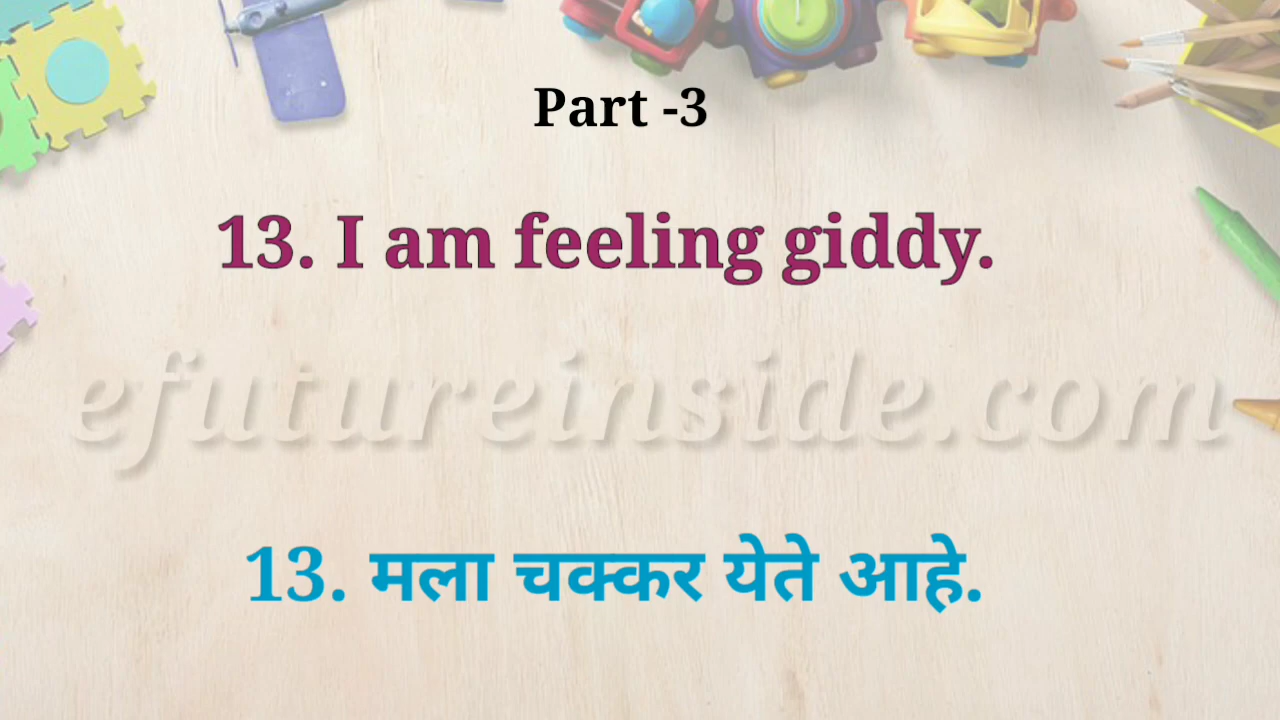 Part -3
13. I am feeling giddy.
efutureinside.com
13. मला चक्कर येते आहे.